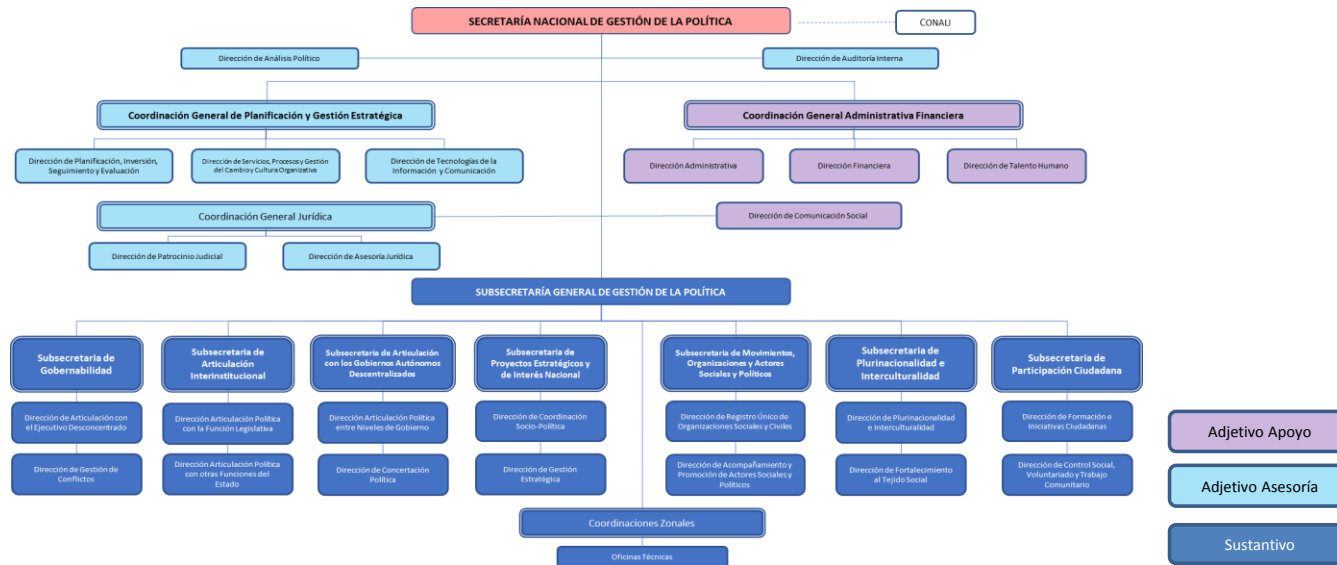 SECRETARÍA NACIONAL DE GESTIÓN DE LA POLÍTICA
CONALI
Dirección de Análisis Político
Dirección de Auditoría Interna
Coordinación General de Planificación y Gestión Estratégica
Coordinación General Administrativa Financiera
Dirección de Planificación, Inversión,
Seguimiento y Evaluación
Dirección de Servicios, Procesos y Gestión
del Cambio y Cultura Organizativa
Dirección de Tecnologías de la
Información y Comunicación
Dirección Administrativa
Dirección Financiera
Dirección de Talento Humano
Coordinación General Jurídica
Dirección de Comunicación Social
Dirección de Patrocinio Judicial
Dirección de Asesoría Jurídica
SUBSECRETARÍA GENERAL DE GESTIÓN DE LA POLÍTICA
Subsecretaria de
Gobernabilidad
Subsecretaria de
Articulación
Interinstitucional
Subsecretaria de Articulación
con los Gobiernos Autónomos
Descentralizados
Subsecretaria de
Proyectos Estratégicos y
de Interés Nacional
Subsecretaria de Movimientos,
Organizaciones y Actores
Sociales y Políticos
Subsecretaria de
Plurinacionalidad e
Interculturalidad
Subsecretaria de
Participación Ciudadana
Dirección de Articulación con
el Ejecutivo Desconcentrado
Dirección Articulación Política
con la Función Legislativa
Dirección Articulación Política
entre Niveles de Gobierno
Dirección de Coordinación
Socio-Política
Dirección de Registro Único de
Organizaciones Sociales y Civiles
Dirección de Plurinacionalidad
e Interculturalidad
Dirección de Formación e
Iniciativas Ciudadanas
Dirección de Gestión de
Conflictos
Dirección Articulación Política
con otras Funciones del
Estado
Dirección de Concertación
Política
Dirección de Gestión
Estratégica
Dirección de Acompañamiento y
Promoción de Actores Sociales y
Políticos
Dirección de Fortalecimiento
al Tejido Social
Dirección de Control Social,
Voluntariado y Trabajo
Comunitario
Coordinaciones Zonales
Oficinas Técnicas
Adjetivo Apoyo
Adjetivo Asesoría
Sustantivo